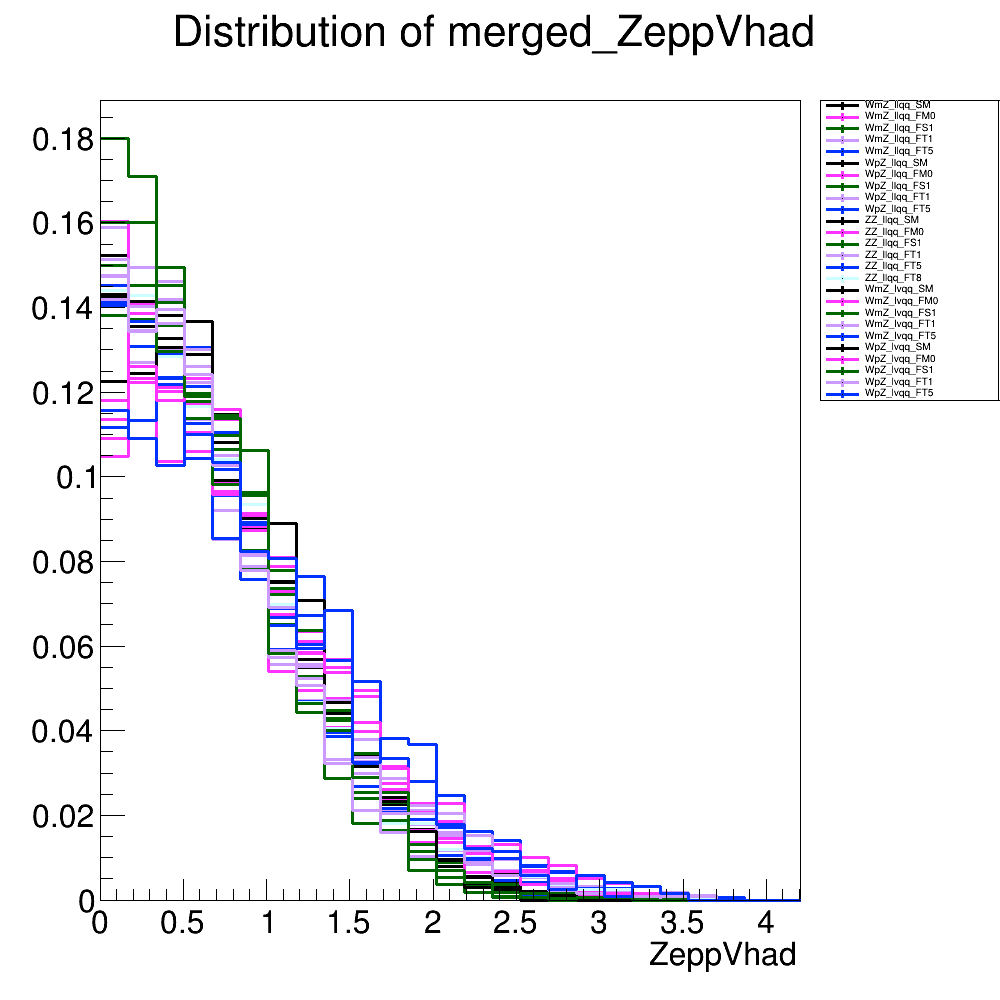 Distribution of merged_ZeppVhad
WmZ_llqq_SM
WmZ_llqq_FM0
WmZ_llqq_FS1
WmZ_llqq_FT1
WmZ_llqq_FT5
WpZ_llqq_SM
WpZ_llqq_FM0
WpZ_llqq_FS1
WpZ_llqq_FT1
WpZ_llqq_FT5
ZZ_llqq_SM
ZZ_llqq_FM0
ZZ_llqq_FS1
ZZ_llqq_FT1
ZZ_llqq_FT5
ZZ_llqq_FT8
WmZ_lvqq_SM
WmZ_lvqq_FM0
WmZ_lvqq_FS1
WmZ_lvqq_FT1
WmZ_lvqq_FT5
WpZ_lvqq_SM
WpZ_lvqq_FM0
WpZ_lvqq_FS1
WpZ_lvqq_FT1
WpZ_lvqq_FT5
0.18
0.16
0.14
0.12
0.1
0.08
0.06
0.04
0.02
0
0 0.5 1 1.5 2 2.5 3 3.5 4
ZeppVhad